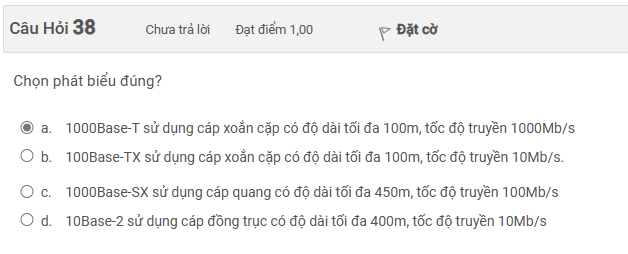 Câu Hỏi 38 Chưa trả lời Đạt điểm 1,00 Đặt cờ
Chọn phát biểu đúng?
a. 1000Base-T sử dụng cáp xoắn cặp có độ dài tối đa 100m, tốc độ truyền 1000Mb/s
b. 100Base-TX sử dụng cáp xoắn cặp có độ dài tối đa 100m, tốc độ truyền 10Mb/s.
c. 1000Base-SX sử dụng cáp quang có độ dài tối đa 450m, tốc độ truyền 100Mb/s
d. 10Base-2 sử dụng cáp đồng trục có độ dài tối đa 400m, tốc độ truyền 10Mb/s